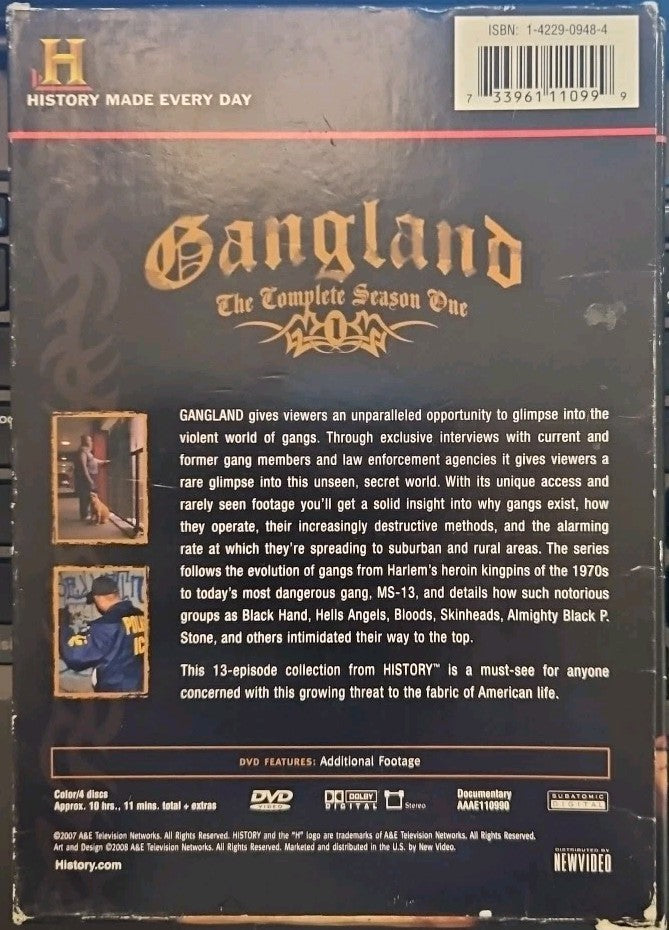 H
HISTORY MADE EVERY DAY
ISBN: 1-4229-0948-4
7 33961 11099 9
Gangland
The Complete Season One
1
GANGLAND gives viewers an unparalleled opportunity to glimpse into the
violent world of gangs. Through exclusive interviews with current and
former gang members and law enforcement agencies it gives viewers a
rare glimpse into this unseen, secret world. With its unique access and
rarely seen footage you'll get a solid insight into why gangs exist, how
they operate, their increasingly destructive methods, and the alarming
rate at which they're spreading to suburban and rural areas. The series
follows the evolution of gangs from Harlem's heroin kingpins of the 1970s
to today's most dangerous gang, MS-13, and details how such notorious
groups as Black Hand, Hells Angels, Bloods, Skinheads, Almighty Black P.
Stone, and others intimidated their way to the top.
This 13-episode collection from HISTORY™ is a must-see for anyone
concerned with this growing threat to the fabric of American life.
POLI
IC
DVD FEATURES: Additional Footage
Color/4 discs
Approx. 10 hrs., 11 mins. total + extras
DVD
VIDEO
DOLBY
DIGITAL
Stereo
Documentary
AAAE110990
SUBATOMIC
DIGITAL
©2007 A&E Television Networks. All Rights Reserved. HISTORY and the "H" logo are trademarks of A&E Television Networks. All Rights Reserved.
Art and Design ©2008 A&E Television Networks. All Rights Reserved. Marketed and distributed in the U.S. by New Video.
History.com
DISTRIBUTED BY
NEWVIDEO